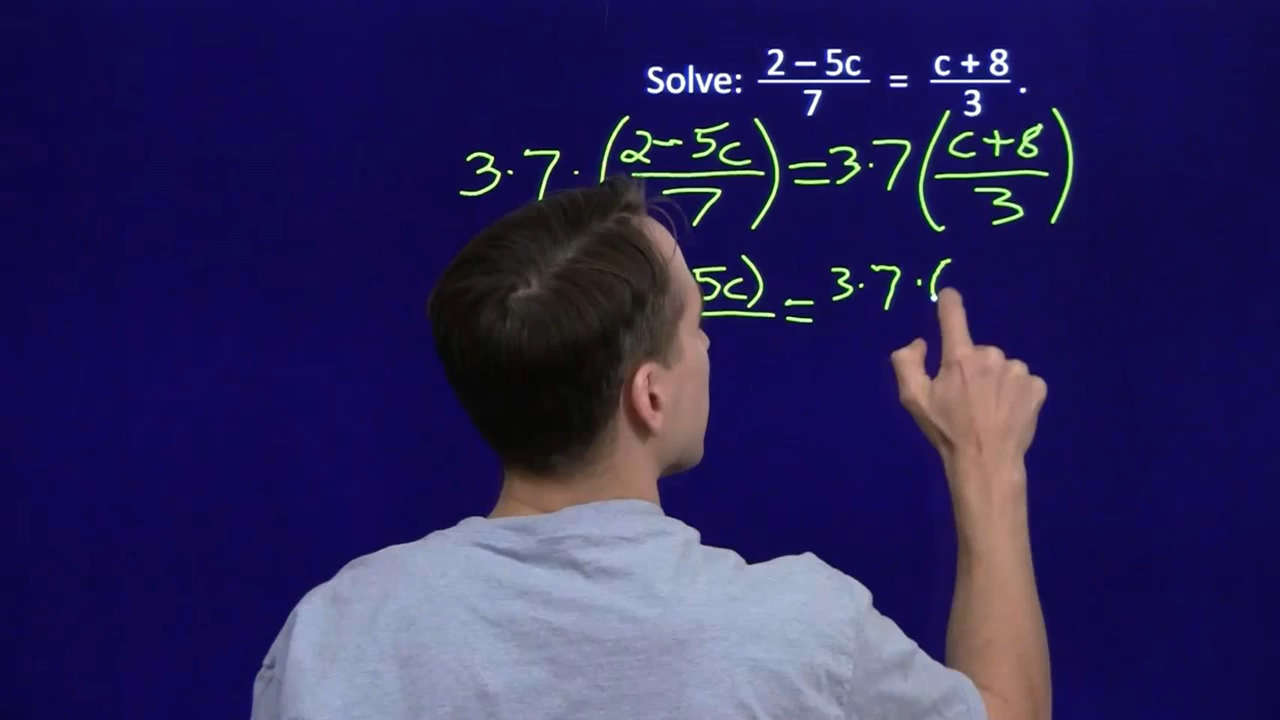 Solve: (2 – 5c)/7 = (c + 8)/3.
3·7·((2-5c)/7) = 3·7((c+8)/3)
5c) = 3·7·(